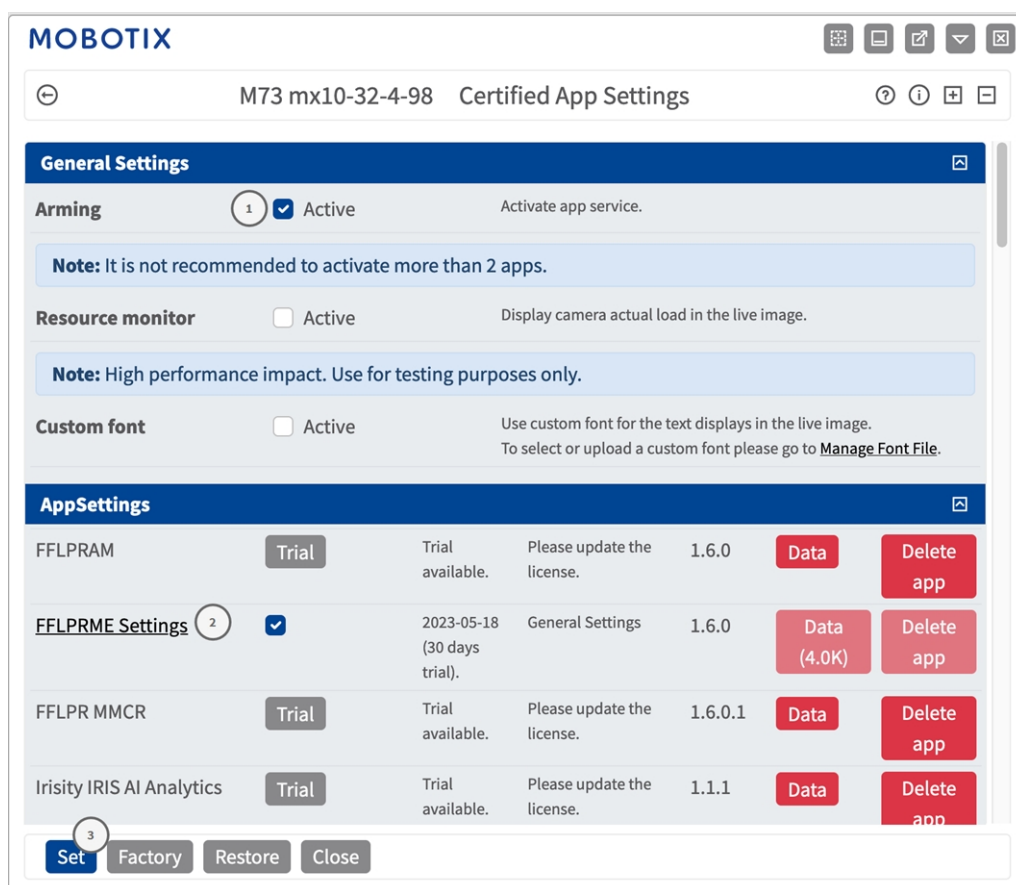 MOBOTIX
M73 mx10-32-4-98 Certified App Settings
General Settings
Arming 1 Active Activate app service.
Note: It is not recommended to activate more than 2 apps.
Resource monitor Active Display camera actual load in the live image.
Note: High performance impact. Use for testing purposes only.
Custom font Active Use custom font for the text displays in the live image.
To select or upload a custom font please go to Manage Font File.
AppSettings
FFLPRAM Trial Trial Please update the 1.6.0 Data Delete
available. license. app
FFLPRME Settings 2 2023-05-18 General Settings 1.6.0 Data Delete
(30 days (4.0K) app
trial).
FFLPR MMCR Trial Trial Please update the 1.6.0.1 Data Delete
available. license. app
Irisity IRIS AI Analytics Trial Trial Please update the 1.1.1 Data Delete
available. license. app
3
Set Factory Restore Close